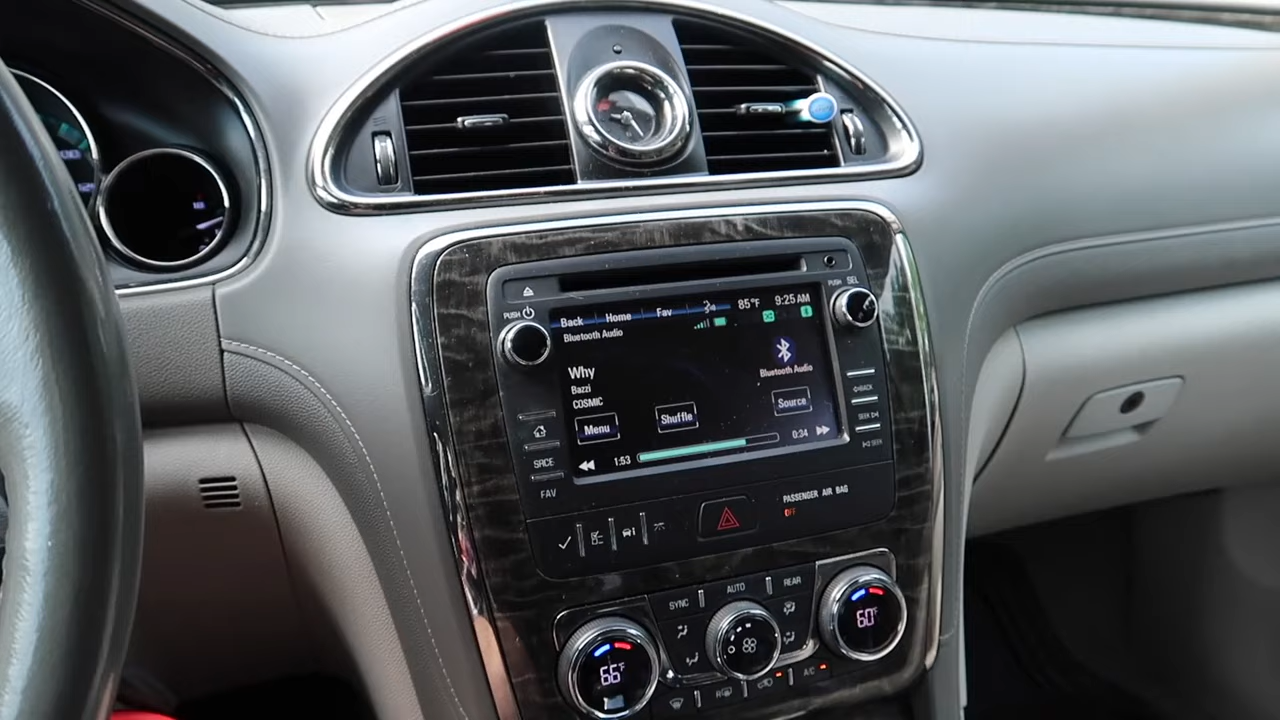 PUSH
PUSH SEL
Back Home Fav 85°F 9:25 AM
Bluetooth Audio
Why
Bazzi
COSMIC
Bluetooth Audio
Menu Shuffle Source
1:53 0:34
BACK
SEEK
SEEK
SRCE
FAV
PASSENGER AIR BAG
OFF
SYNC AUTO REAR
66°F
60°F
R
A/C